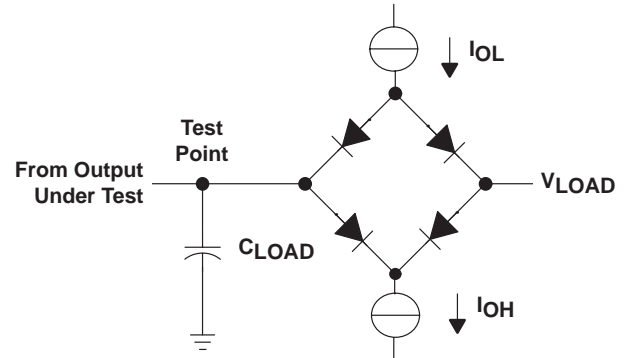 IOL
Test
Point
From Output
Under Test
VLOAD
CLOAD
IOH